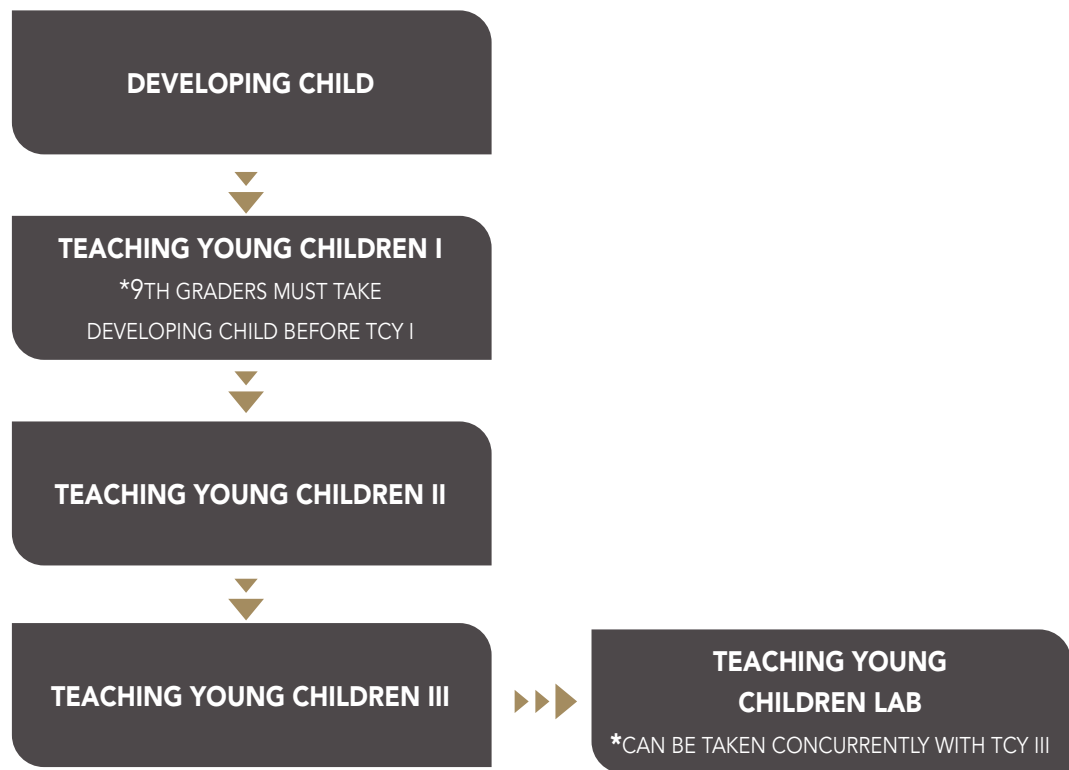 DEVELOPING CHILD
TEACHING YOUNG CHILDREN I
*9TH GRADERS MUST TAKE
DEVELOPING CHILD BEFORE TCY I
TEACHING YOUNG CHILDREN II
TEACHING YOUNG CHILDREN III
TEACHING YOUNG
CHILDREN LAB
*CAN BE TAKEN CONCURRENTLY WITH TCY III